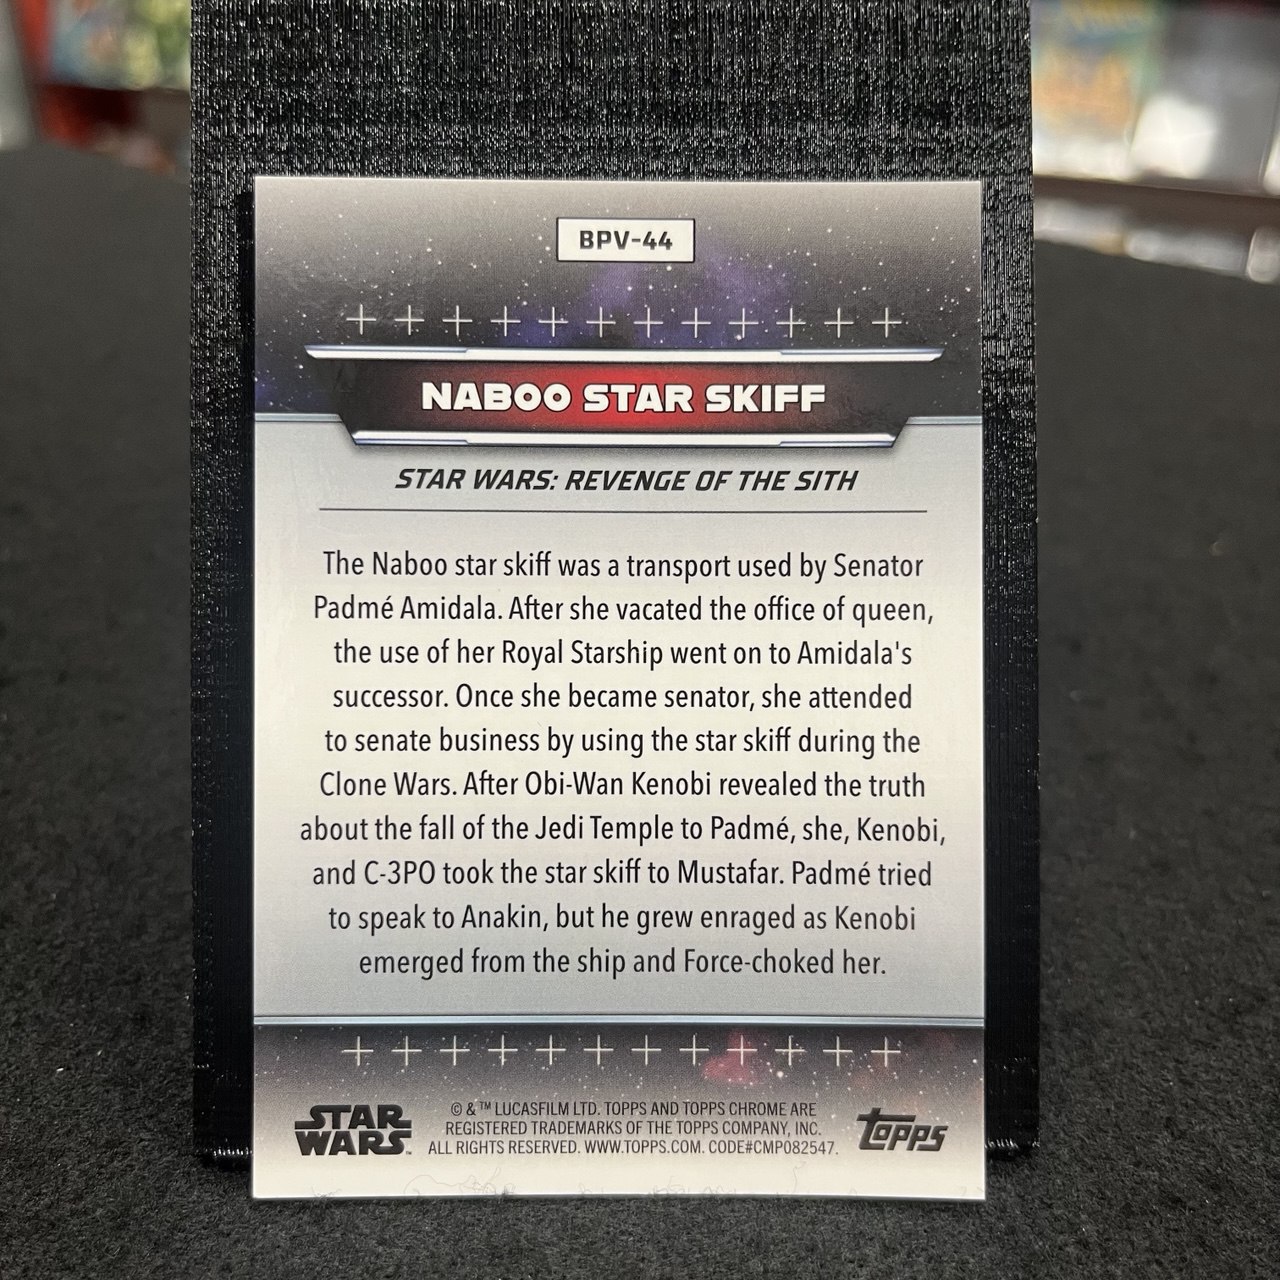 BPV-44
NABOO STAR SKIFF
STAR WARS: REVENGE OF THE SITH
The Naboo star skiff was a transport used by Senator
Padmé Amidala. After she vacated the office of queen,
the use of her Royal Starship went on to Amidala's
successor. Once she became senator, she attended
to senate business by using the star skiff during the
Clone Wars. After Obi-Wan Kenobi revealed the truth
about the fall of the Jedi Temple to Padmé, she, Kenobi,
and C-3PO took the star skiff to Mustafar. Padmé tried
to speak to Anakin, but he grew enraged as Kenobi
emerged from the ship and Force-choked her.
STAR
WARS
© & ™ LUCASFILM LTD. TOPPS AND TOPPS CHROME ARE
REGISTERED TRADEMARKS OF THE TOPPS COMPANY, INC.
ALL RIGHTS RESERVED. WWW.TOPPS.COM. CODE#CMP082547.
topps